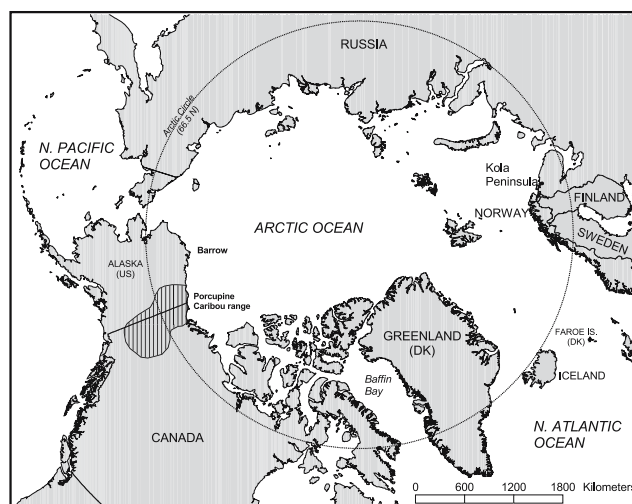 RUSSIA
Arctic Circle
(66.5 N)
N. PACIFIC
OCEAN
Kola
Peninsula
FINLAND
NORWAY
SWEDEN
ARCTIC OCEAN
Barrow
ALASKA
(US)
Porcupine
Caribou range
GREENLAND
(DK)
FAROE IS.
(DK)
ICELAND
Baffin
Bay
N. ATLANTIC
OCEAN
CANADA
0 600 1200 1800 Kilometers